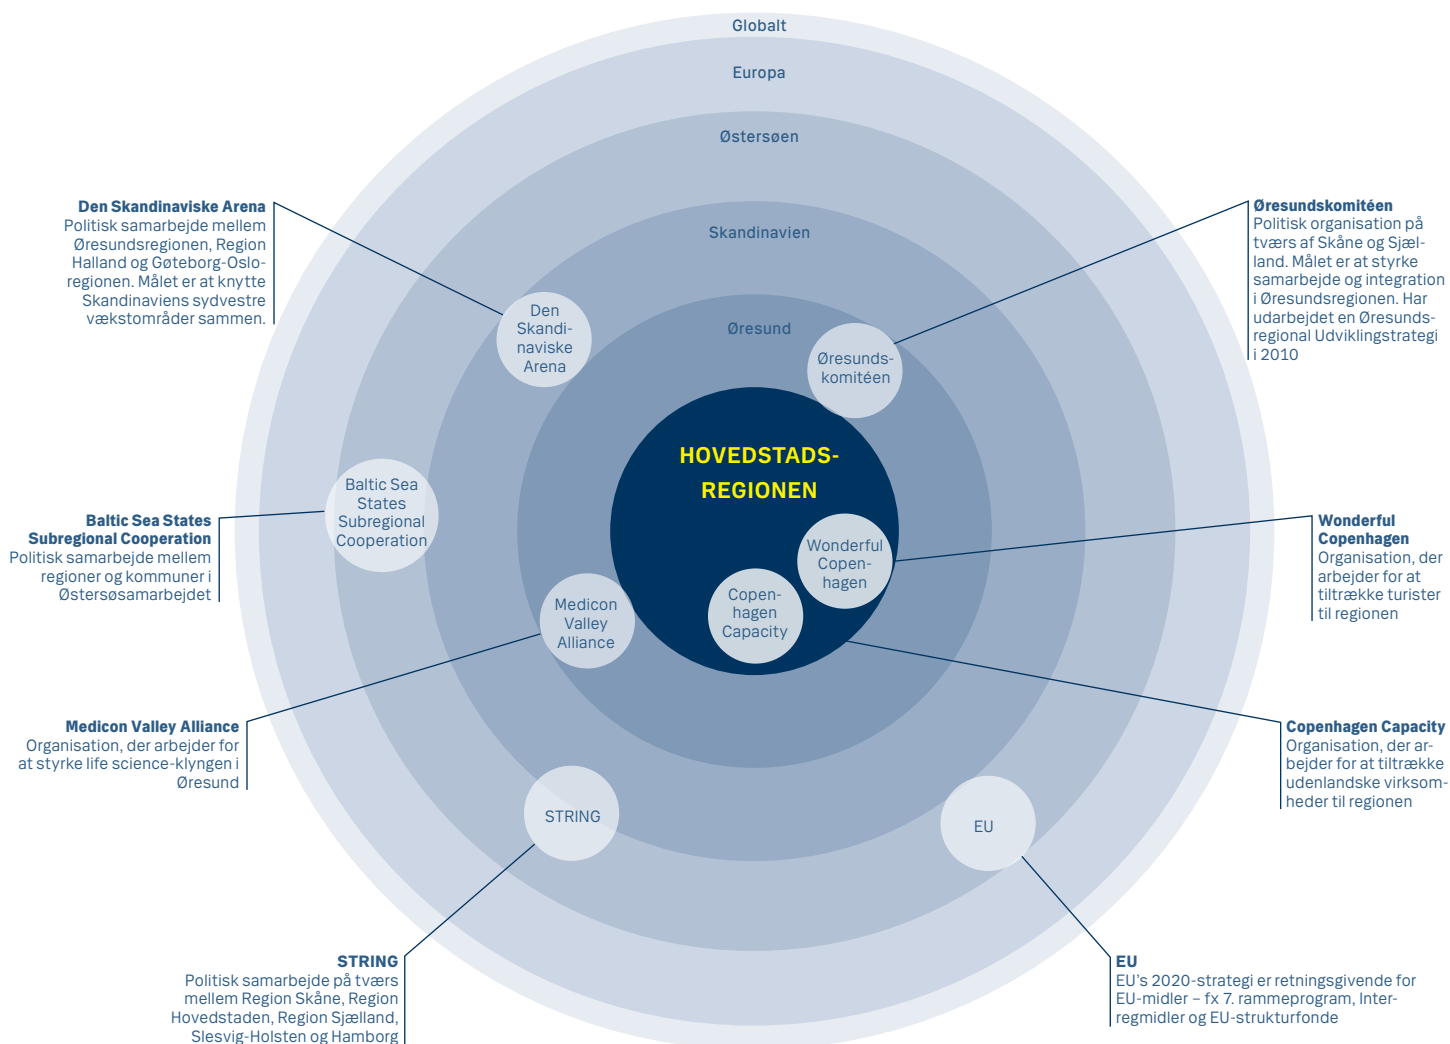 Globalt
Europa
Østersøen
Skandinavien
Øresund
HOVEDSTADS-
REGIONEN
Den Skandinaviske Arena
Politisk samarbejde mellem
Øresundsregionen, Region
Halland og Gøteborg-Oslo-
regionen. Målet er at knytte
Skandinaviens sydvestre
vækstområder sammen.
Den
Skandi-
naviske
Arena
Øresunds-
komitéen
Øresundskomitéen
Politisk organisation på
tværs af Skåne og Sjæl-
land. Målet er at styrke
samarbejde og integration
i Øresundsregionen. Har
udarbejdet en Øresunds-
regional Udviklingstrategi
i 2010
Baltic Sea
States
Subregional
Cooperation
Baltic Sea States
Subregional Cooperation
Politisk samarbejde mellem
regioner og kommuner i
Østersøsamarbejdet
Wonderful
Copen-
hagen
Wonderful
Copenhagen
Organisation, der
arbejder for at
tiltrække turister
til regionen
Medicon
Valley
Alliance
Copen-
hagen
Capacity
Medicon Valley Alliance
Organisation, der arbejder for
at styrke life science-klyngen i
Øresund
Copenhagen Capacity
Organisation, der ar-
bejder for at tiltrække
udenlandske virksom-
heder til regionen
STRING
EU
STRING
Politisk samarbejde på tværs
mellem Region Skåne, Region
Hovedstaden, Region Sjælland,
Slesvig-Holsten og Hamborg
EU
EU's 2020-strategi er retningsgivende for
EU-midler – fx 7. rammeprogram, Inter-
regmidler og EU-strukturfonde